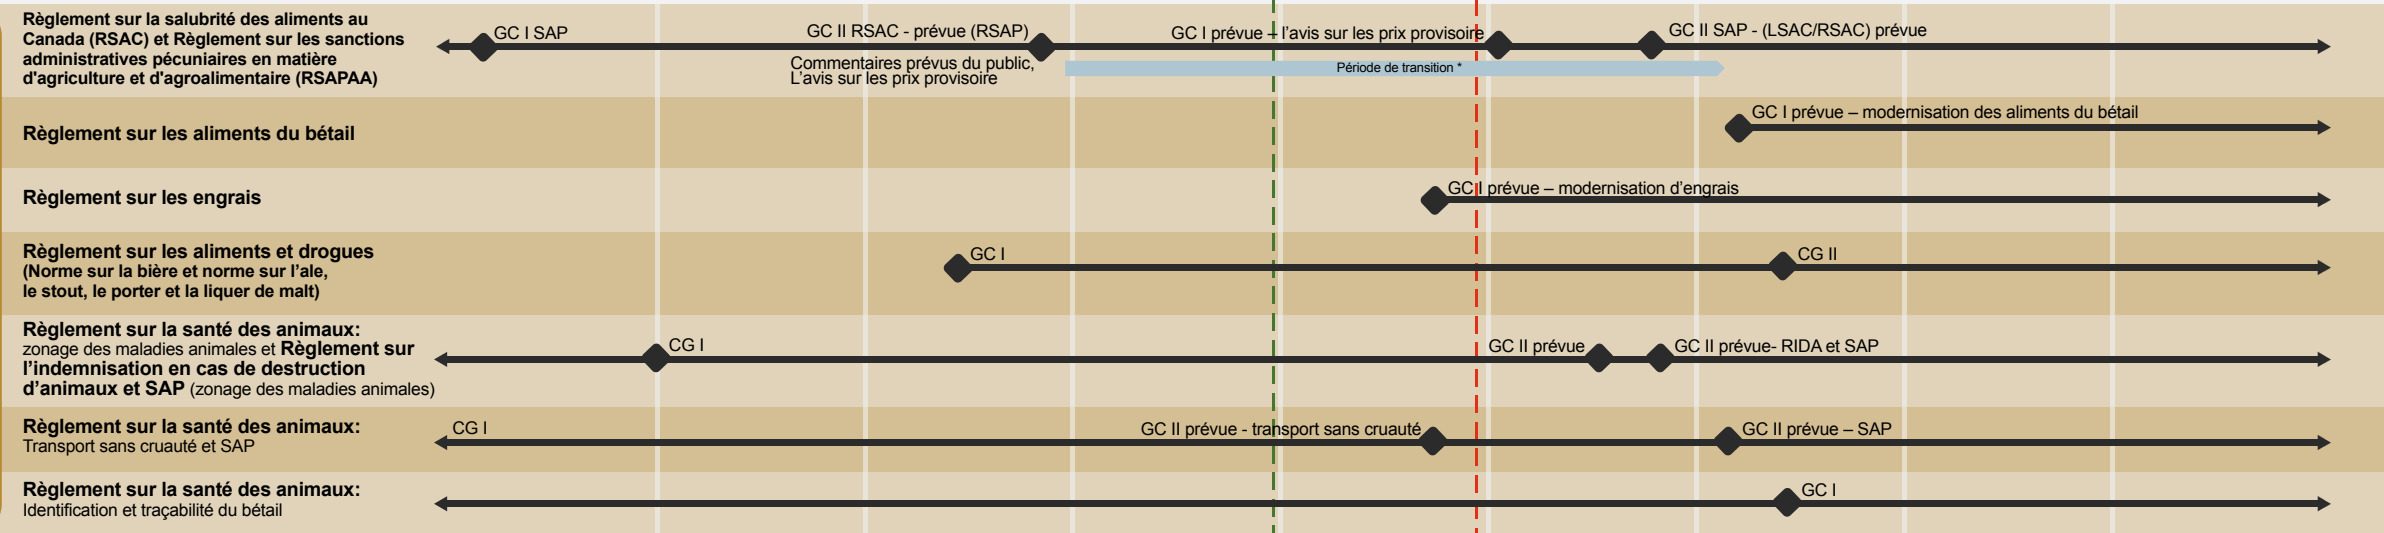 Règlement sur la salubrité des aliments au
Canada (RSAC) et Règlement sur les sanctions
administratives pécuniaires en matière
d'agriculture et d'agroalimentaire (RSAPAA)
GC I SAP
GC II RSAC - prévue (RSAP)
Commentaires prévus du public,
L'avis sur les prix provisoire
GC I prévue – l'avis sur les prix provisoire
GC II SAP - (LSAC/RSAC) prévue
Période de transition *
Règlement sur les aliments du bétail
GC I prévue – modernisation des aliments du bétail
Règlement sur les engrais
GC I prévue – modernisation d'engrais
Règlement sur les aliments et drogues
(Norme sur la bière et norme sur l'ale,
le stout, le porter et la liquer de malt)
GC I
CG II
Règlement sur la santé des animaux:
zonage des maladies animales et Règlement sur
l'indemnisation en cas de destruction
d'animaux et SAP (zonage des maladies animales)
CG I
GC II prévue
GC II prévue- RIDA et SAP
Règlement sur la santé des animaux:
Transport sans cruauté et SAP
CG I
GC II prévue - transport sans cruauté
GC II prévue – SAP
Règlement sur la santé des animaux:
Identification et traçabilité du bétail
GC I